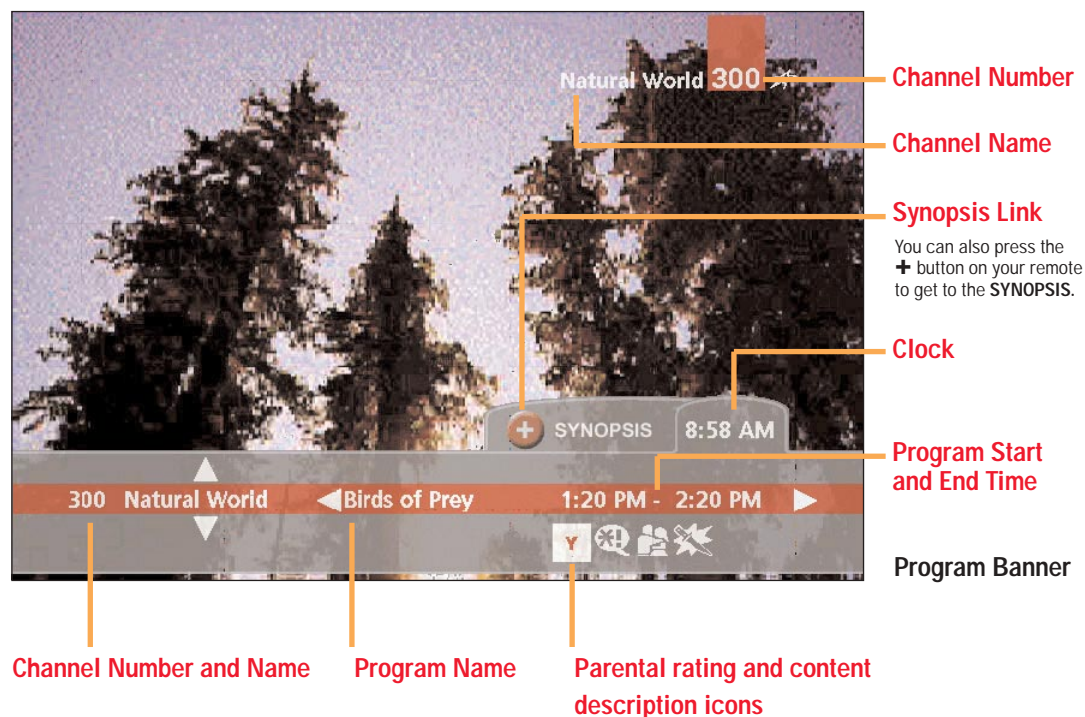 Natural World 300
Channel Number
Channel Name
Synopsis Link
You can also press the
+ button on your remote
to get to the SYNOPSIS.
Clock
+ SYNOPSIS 8:58 AM
Program Start
and End Time
300 Natural World Birds of Prey 1:20 PM - 2:20 PM
Y *!
Program Banner
Channel Number and Name
Program Name
Parental rating and content
description icons